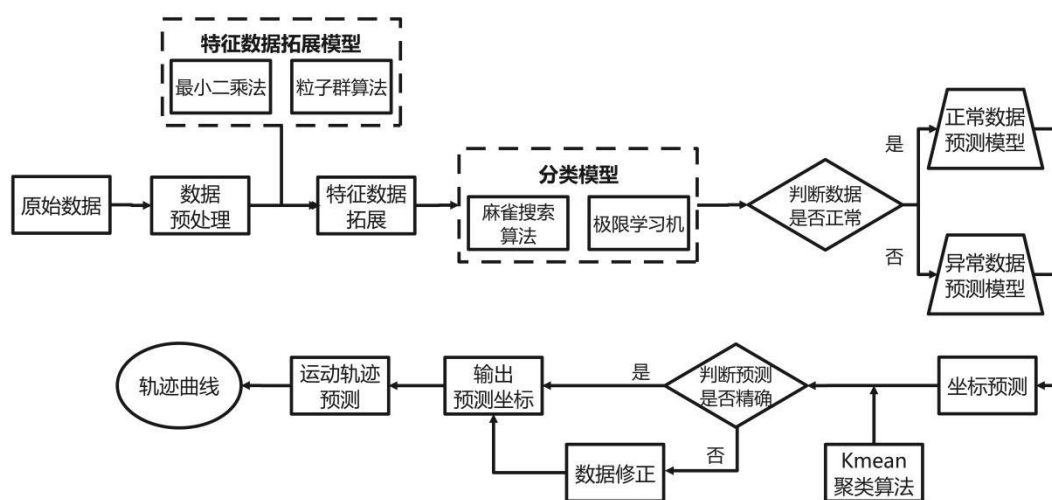 特征数据拓展模型
最小二乘法
粒子群算法
原始数据
数据
预处理
特征数据
拓展
分类模型
麻雀搜索
算法
极限学习机
判断数据
是否正常
是
正常数据
预测模型
否
异常数据
预测模型
坐标预测
Kmean
聚类算法
判断预测
是否精确
是
否
数据修正
输出
预测坐标
运动轨迹
预测
轨迹曲线